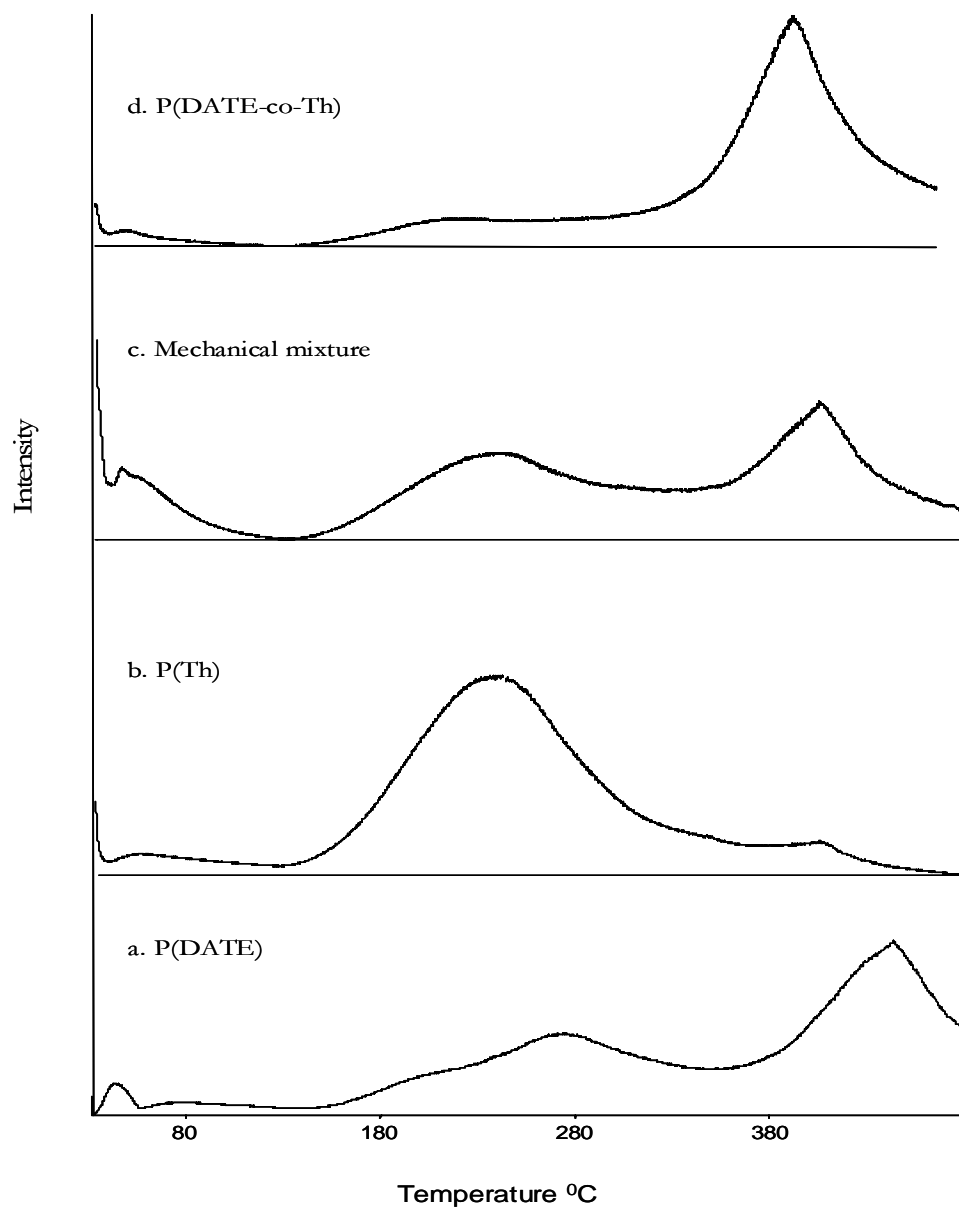 d. P(DATE-co-Th)
c. Mechanical mixture
Intensity
b. P(Th)
a. P(DATE)
80 180 280 380
Temperature ⁰C